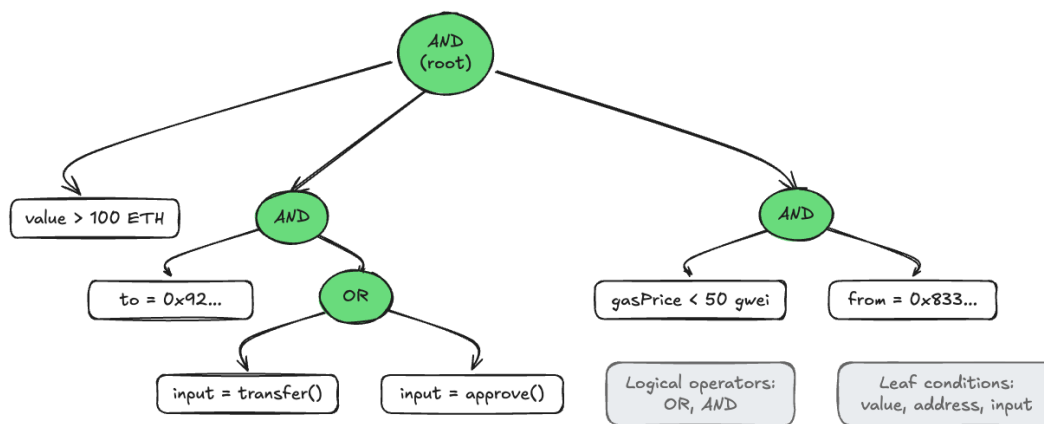 AND
(root)
value > 100 ETH
AND
AND
to = 0x92...
OR
gasPrice < 50 gwei
from = 0x833...
input = transfer()
input = approve()
Logical operators:
OR, AND
Leaf conditions:
value, address, input